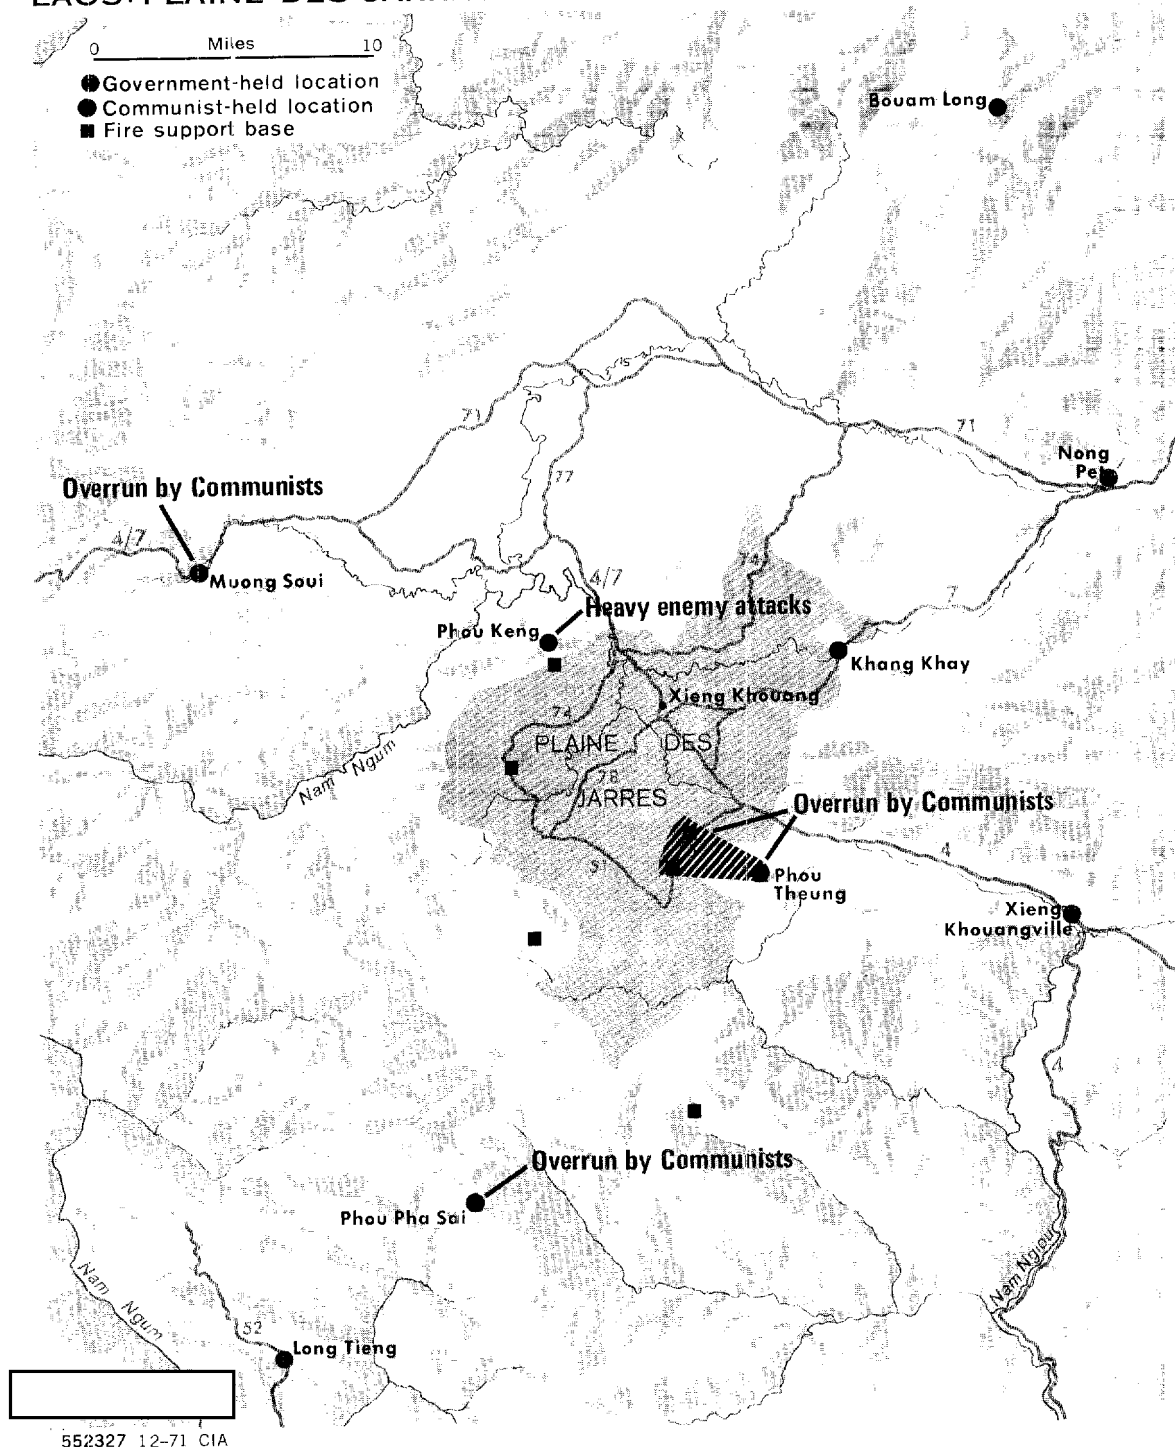 LAOS: PLAINE DES
0 Miles 10
Government-held location
Communist-held location
Fire support base
Bouam Long
71
71
Nong
Pet
77
Overrun by Communists
4/7
Muong Soui
4/7
74
7
Heavy enemy attacks
Phou Keng
Khang Khay
Xieng Khouang
74
PLAINE DES
JARRES
78
Nam Ngum
Overrun by Communists
4
5
Phou
Theung
Xieng
Khouangville
4
Overrun by Communists
Phou Pha Sai
Nam Ngum
Nam Ngou
52
Long Tieng
552327 12-71 CIA